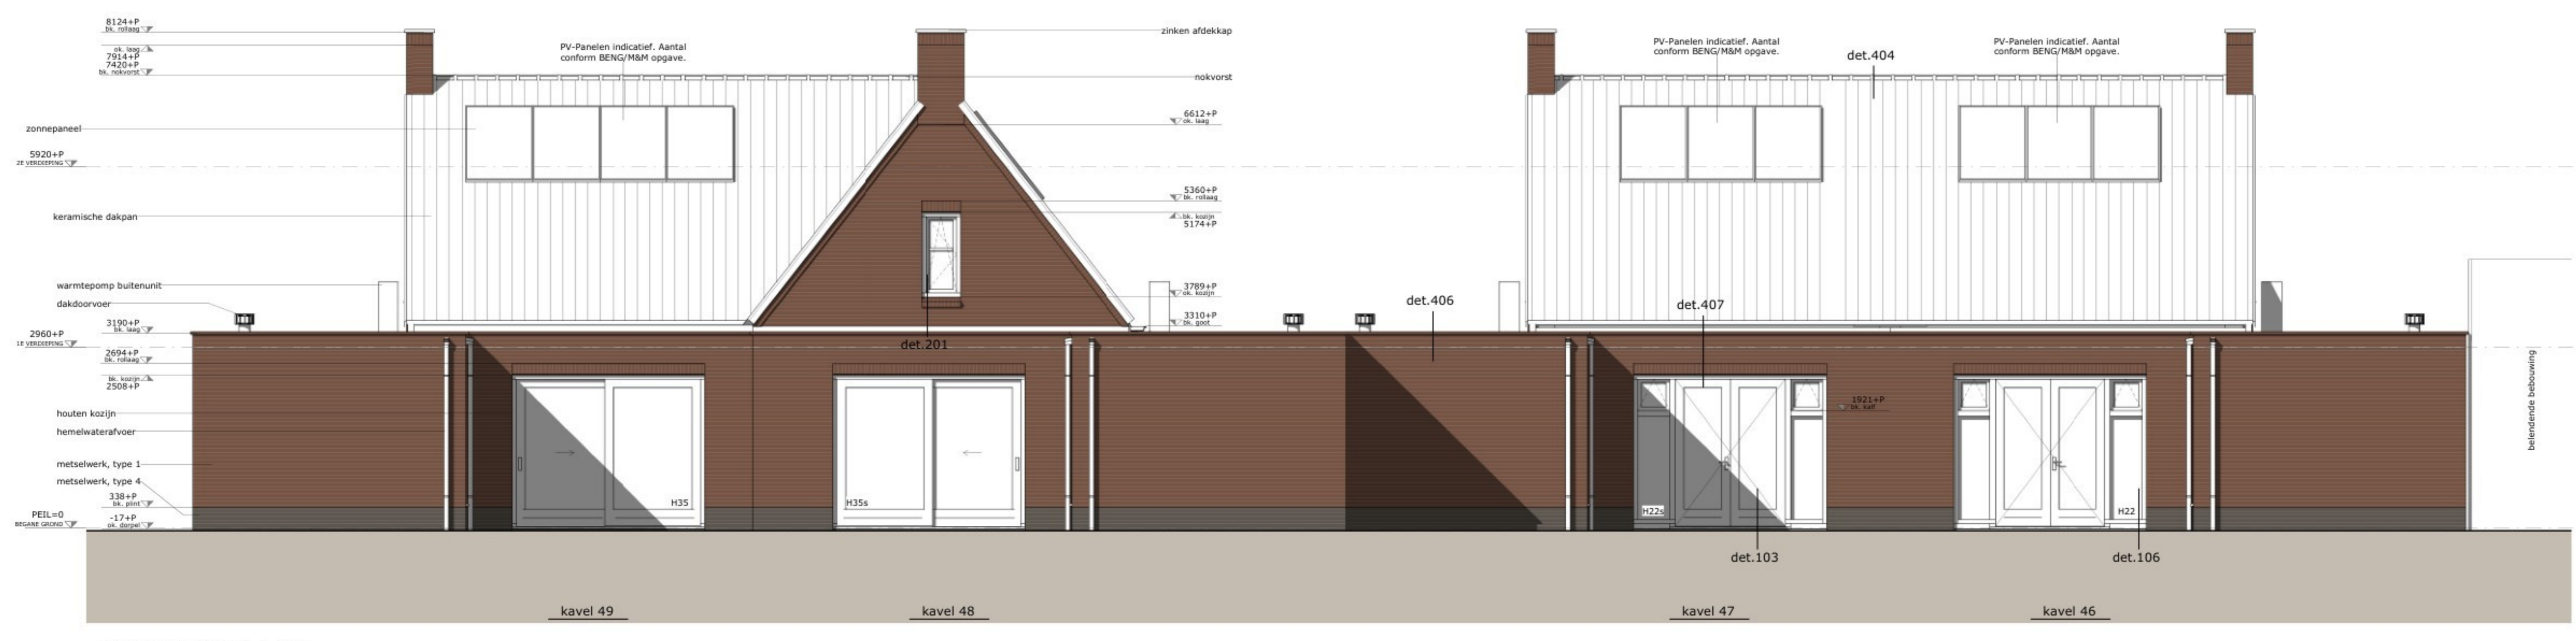 8124+P
bk. rollaag
ok. laag
7914+P
7420+P
bk. nokvorst
PV-Panelen indicatief. Aantal
conform BENG/M&M opgave.
zinken afdekkap
nokvorst
PV-Panelen indicatief. Aantal
conform BENG/M&M opgave.
det.404
PV-Panelen indicatief. Aantal
conform BENG/M&M opgave.
zonnepaneel
6612+P
ok. laag
5920+P
2E VERDIEPING
5360+P
bk. rollaag
bk. kozijn
5174+P
keramische dakpan
warmtepomp buitenunit
dakdoorvoer
3789+P
ok. kozijn
det.406
det.407
3190+P
bk. laag
3310+P
bk. goot
2960+P
1E VERDIEPING
det.201
2694+P
bk. rollaag
bk. kozijn
2508+P
houten kozijn
hemelwaterafvoer
1921+P
bk. kalf
belendende bebouwing
metselwerk, type 1
metselwerk, type 4
338+P
bk. plint
H35
H35s
H22s
H22
PEIL=0
BEGANE GROND
-17+P
ok. dorpel
det.103
det.106
kavel 49
kavel 48
kavel 47
kavel 46